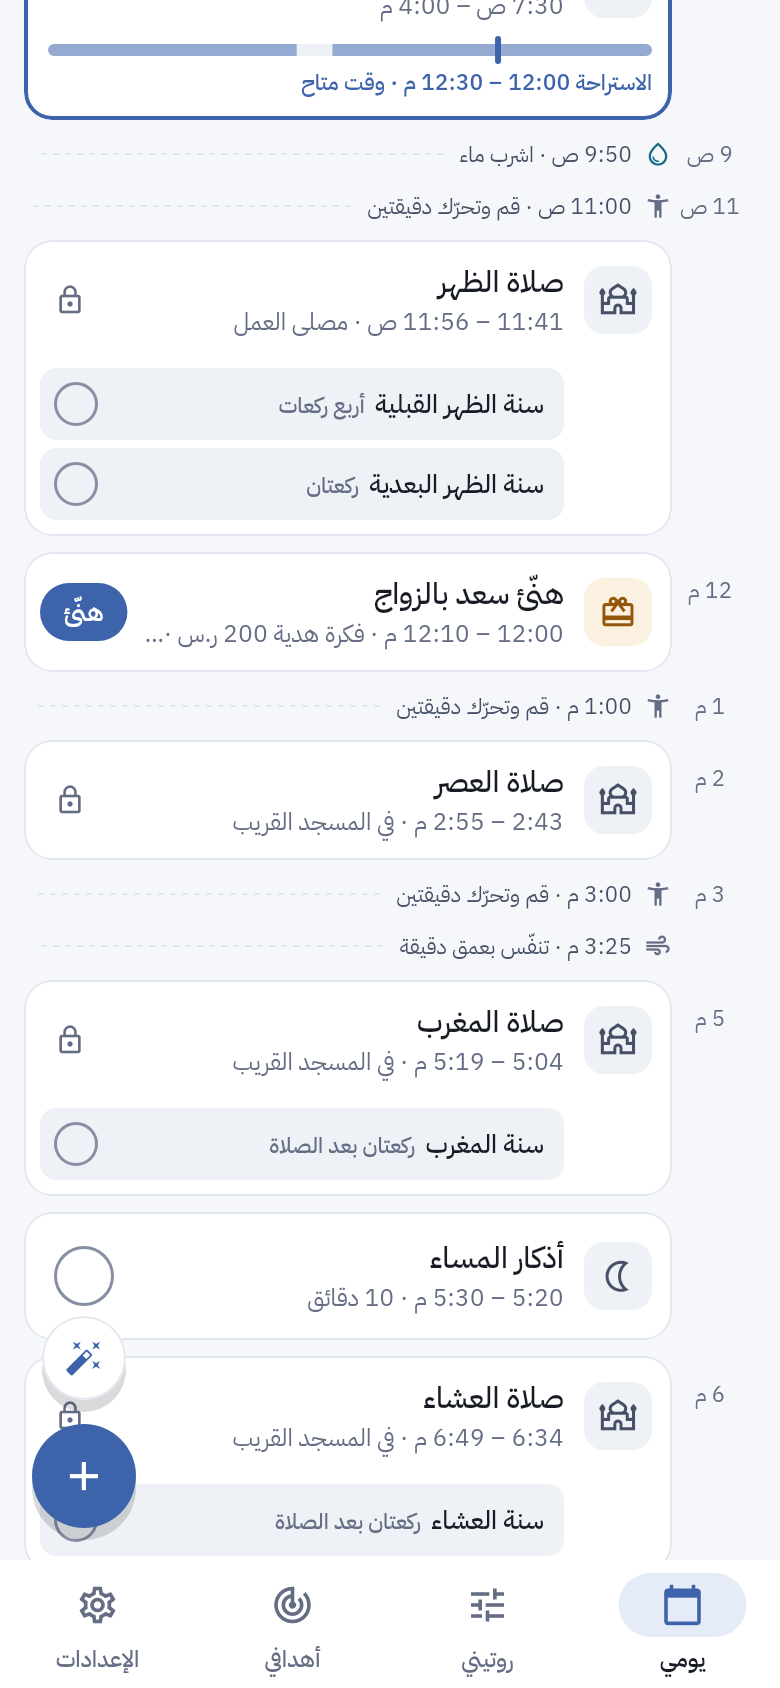 7:30 ص – 4:00 م
الاستراحة 12:00 – 12:30 م · وقت متاح
9 ص
9:50 ص · اشرب ماء
11 ص
11:00 ص · قم وتحرّك دقيقتين
صلاة الظهر
11:41 – 11:56 ص · مصلى العمل
سنة الظهر القبلية أربع ركعات
سنة الظهر البعدية ركعتان
12 م
هنّئ سعد بالزواج
12:00 – 12:10 م · فكرة هدية 200 ر.س ·...
هنّئ
1 م
1:00 م · قم وتحرّك دقيقتين
2 م
صلاة العصر
2:43 – 2:55 م · في المسجد القريب
3 م
3:00 م · قم وتحرّك دقيقتين
3:25 م · تنفّس بعمق دقيقة
5 م
صلاة المغرب
5:04 – 5:19 م · في المسجد القريب
سنة المغرب ركعتان بعد الصلاة
أذكار المساء
5:20 – 5:30 م · 10 دقائق
6 م
صلاة العشاء
6:34 – 6:49 م · في المسجد القريب
سنة العشاء ركعتان بعد الصلاة
يومي
روتيني
أهدافي
الإعدادات